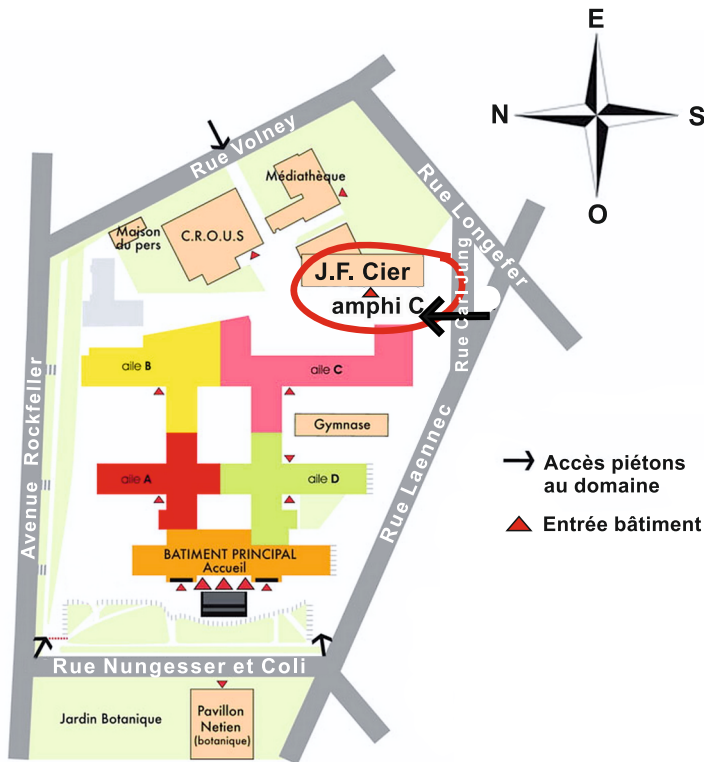 E
N
S
O
Rue Volney
Médiathèque
Maison
du pers
C.R.O.U.S
Rue Longefer
J.F. Cier
amphi C
Rue Carl Jung
aile B
aile C
Avenue Rockfeller
Gymnase
Rue Laennec
aile A
aile D
Accès piétons
au domaine
Entrée bâtiment
BATIMENT PRINCIPAL
Accueil
Rue Nungesser et Coli
Jardin Botanique
Pavillon
Netien
(botanique)